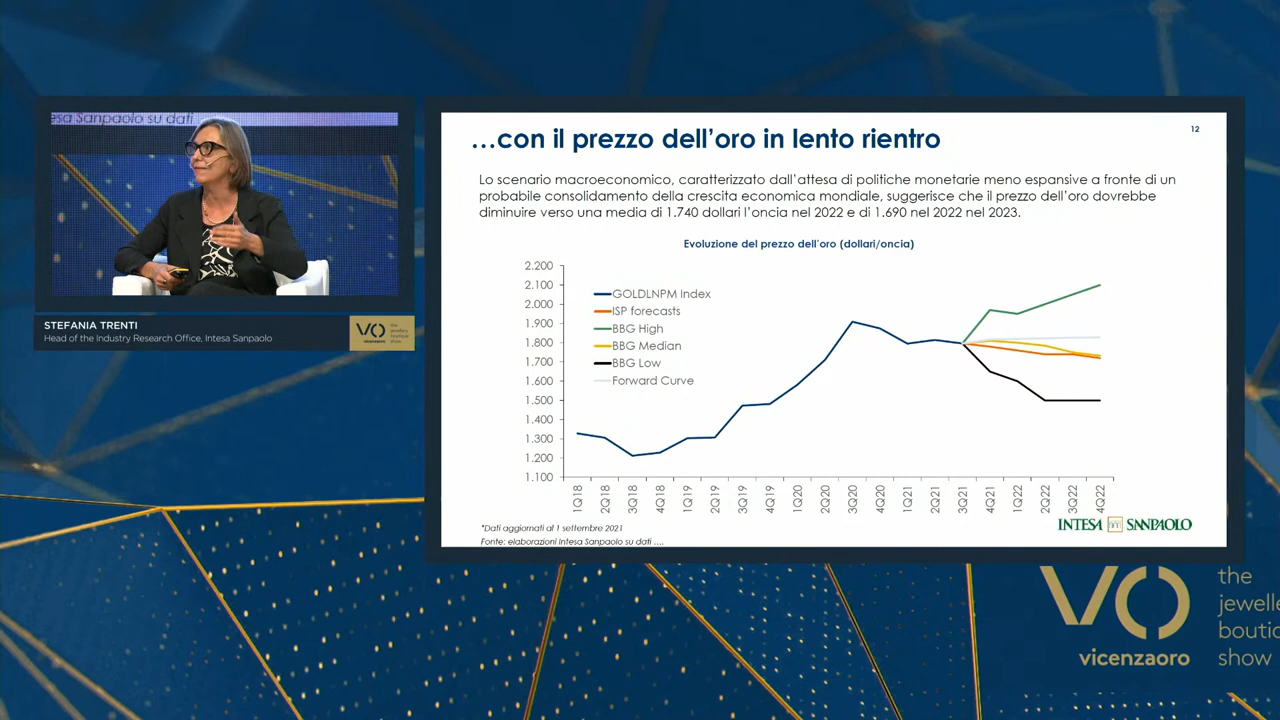 esa Sanpaolo su dati
STEFANIA TRENTI
Head of the Industry Research Office, Intesa Sanpaolo
VO
vicenzaoro
the
jewellery
boutique
show
12
…con il prezzo dell'oro in lento rientro
Lo scenario macroeconomico, caratterizzato dall'attesa di politiche monetarie meno espansive a fronte di un
probabile consolidamento della crescita economica mondiale, suggerisce che il prezzo dell'oro dovrebbe
diminuire verso una media di 1.740 dollari l'oncia nel 2022 e di 1.690 nel 2022 nel 2023.
Evoluzione del prezzo dell'oro (dollari/oncia)
2.200
2.100
2.000
1.900
1.800
1.700
1.600
1.500
1.400
1.300
1.200
1.100
GOLDLNPM Index
ISP forecasts
BBG High
BBG Median
BBG Low
Forward Curve
1Q18
2Q18
3Q18
4Q18
1Q19
2Q19
3Q19
4Q19
1Q20
2Q20
3Q20
4Q20
1Q21
2Q21
3Q21
4Q21
1Q22
2Q22
3Q22
4Q22
*Dati aggiornati al 1 settembre 2021
Fonte: elaborazioni Intesa Sanpaolo su dati ....
INTESA SANPAOLO
VO
vicenzaoro
the
jewelle
boutiq
show